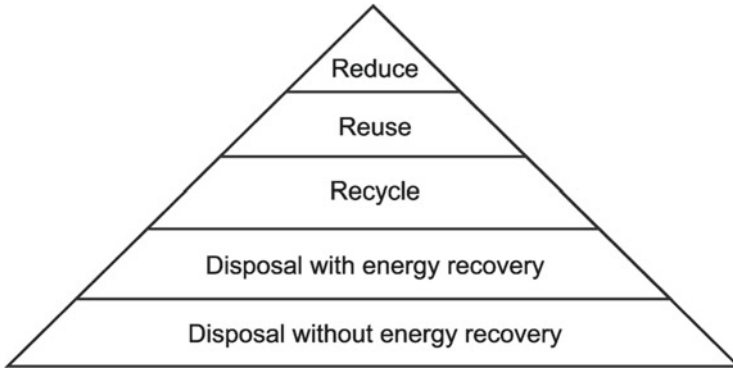 Reduce
Reuse
Recycle
Disposal with energy recovery
Disposal without energy recovery